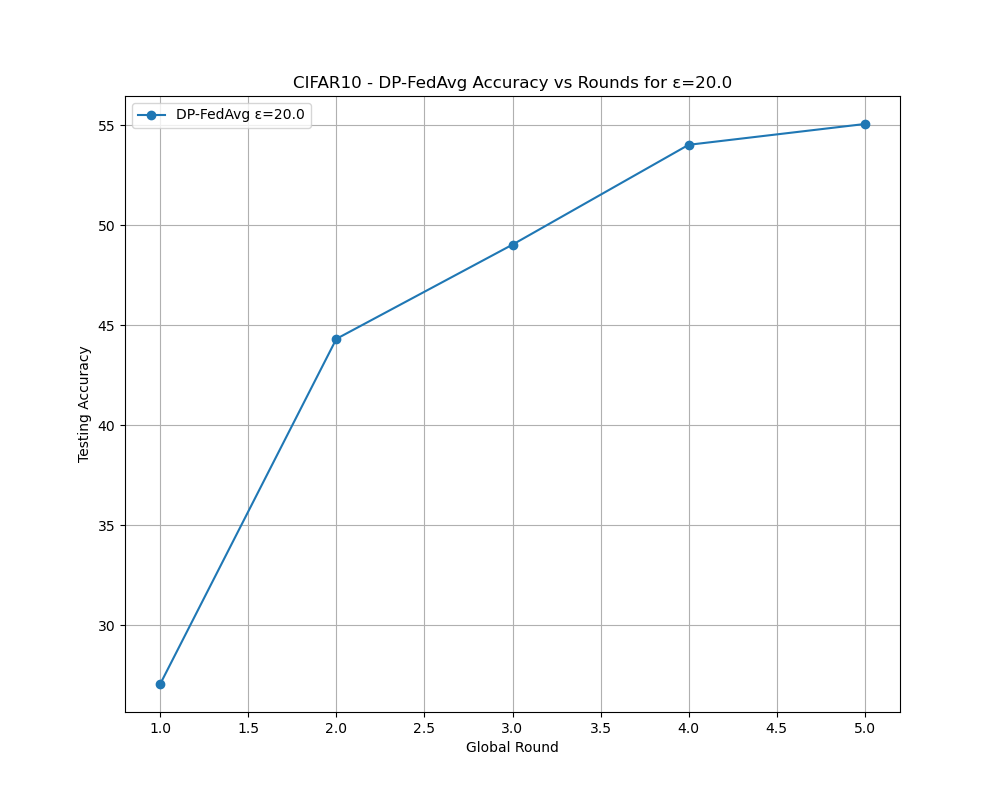 CIFAR10 - DP-FedAvg Accuracy vs Rounds for ε=20.0
DP-FedAvg ε=20.0
55
50
45
40
35
30
Testing Accuracy
1.0 1.5 2.0 2.5 3.0 3.5 4.0 4.5 5.0
Global Round